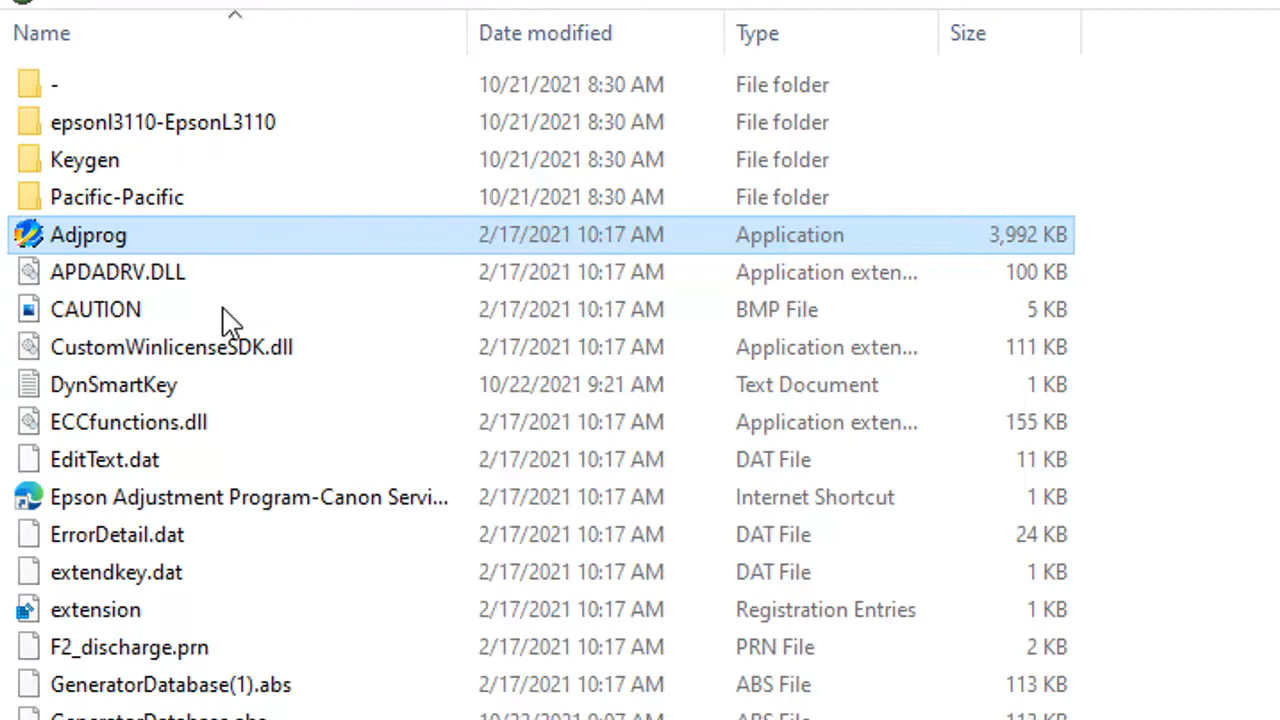 Name Date modified Type Size
- 10/21/2021 8:30 AM File folder
epsonl3110-EpsonL3110 10/21/2021 8:30 AM File folder
Keygen 10/21/2021 8:30 AM File folder
Pacific-Pacific 10/21/2021 8:30 AM File folder
Adjprog 2/17/2021 10:17 AM Application 3,992 KB
APDADRV.DLL 2/17/2021 10:17 AM Application exten... 100 KB
CAUTION 2/17/2021 10:17 AM BMP File 5 KB
CustomWinlicenseSDK.dll 2/17/2021 10:17 AM Application exten... 111 KB
DynSmartKey 10/22/2021 9:21 AM Text Document 1 KB
ECCfunctions.dll 2/17/2021 10:17 AM Application exten... 155 KB
EditText.dat 2/17/2021 10:17 AM DAT File 11 KB
Epson Adjustment Program-Canon Servi... 2/17/2021 10:17 AM Internet Shortcut 1 KB
ErrorDetail.dat 2/17/2021 10:17 AM DAT File 24 KB
extendkey.dat 2/17/2021 10:17 AM DAT File 1 KB
extension 2/17/2021 10:17 AM Registration Entries 1 KB
F2_discharge.prn 2/17/2021 10:17 AM PRN File 2 KB
GeneratorDatabase(1).abs 2/17/2021 10:17 AM ABS File 113 KB